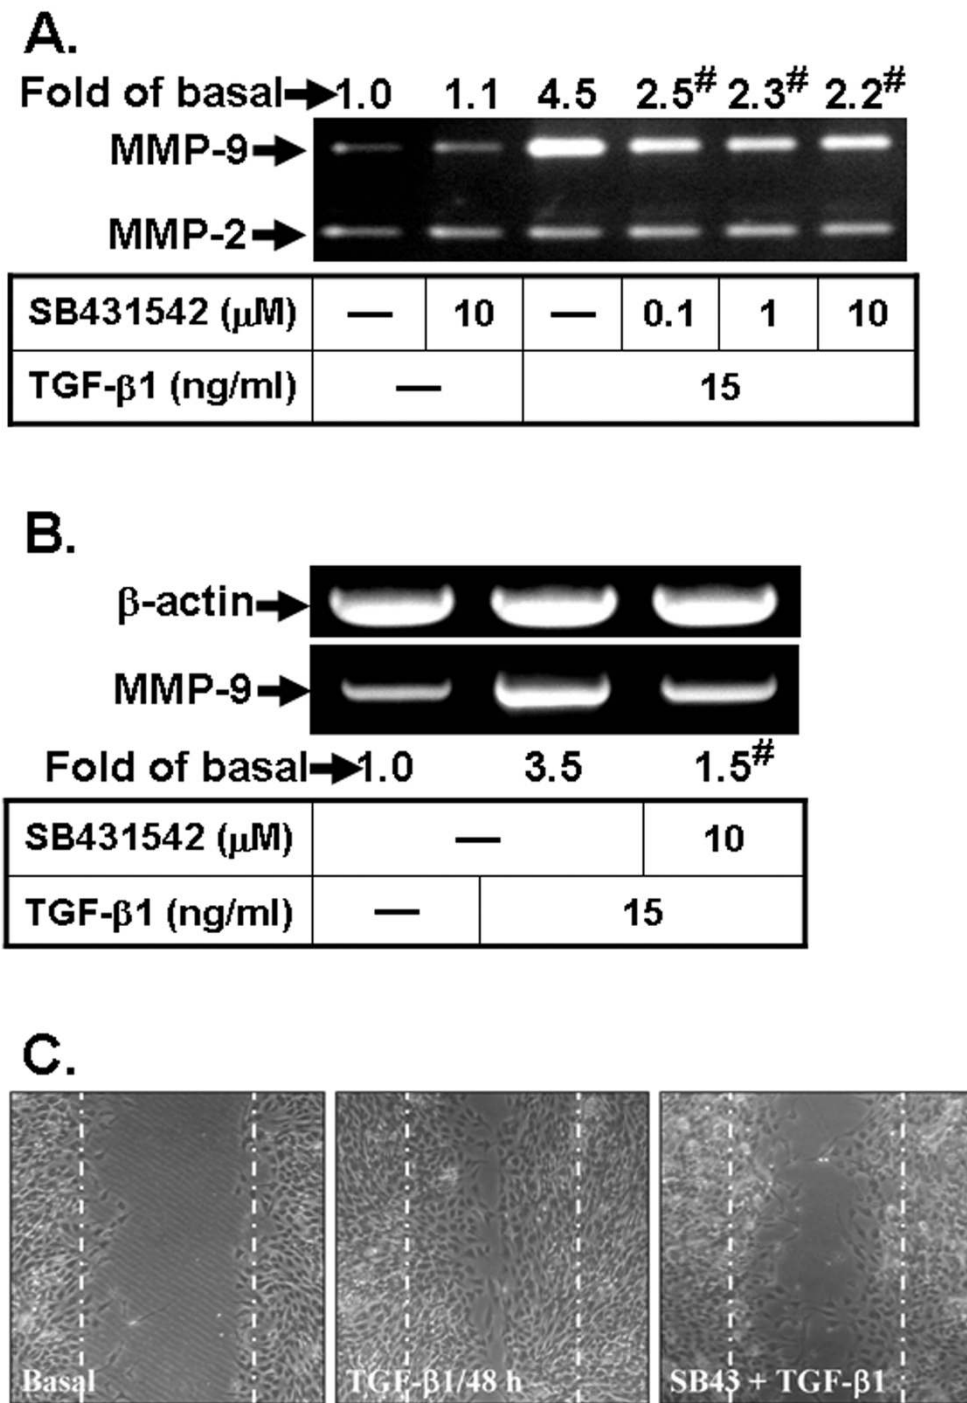 A.
Fold of basal 1.0 1.1 4.5 2.5# 2.3# 2.2#
MMP-9
MMP-2
SB431542 (μM) — 10 — 0.1 1 10
TGF-β1 (ng/ml) — 15
B.
β-actin
MMP-9
Fold of basal 1.0 3.5 1.5#
SB431542 (μM) — 10
TGF-β1 (ng/ml) — 15
C.
Basal TGF-β1/48 h SB43 + TGF-β1